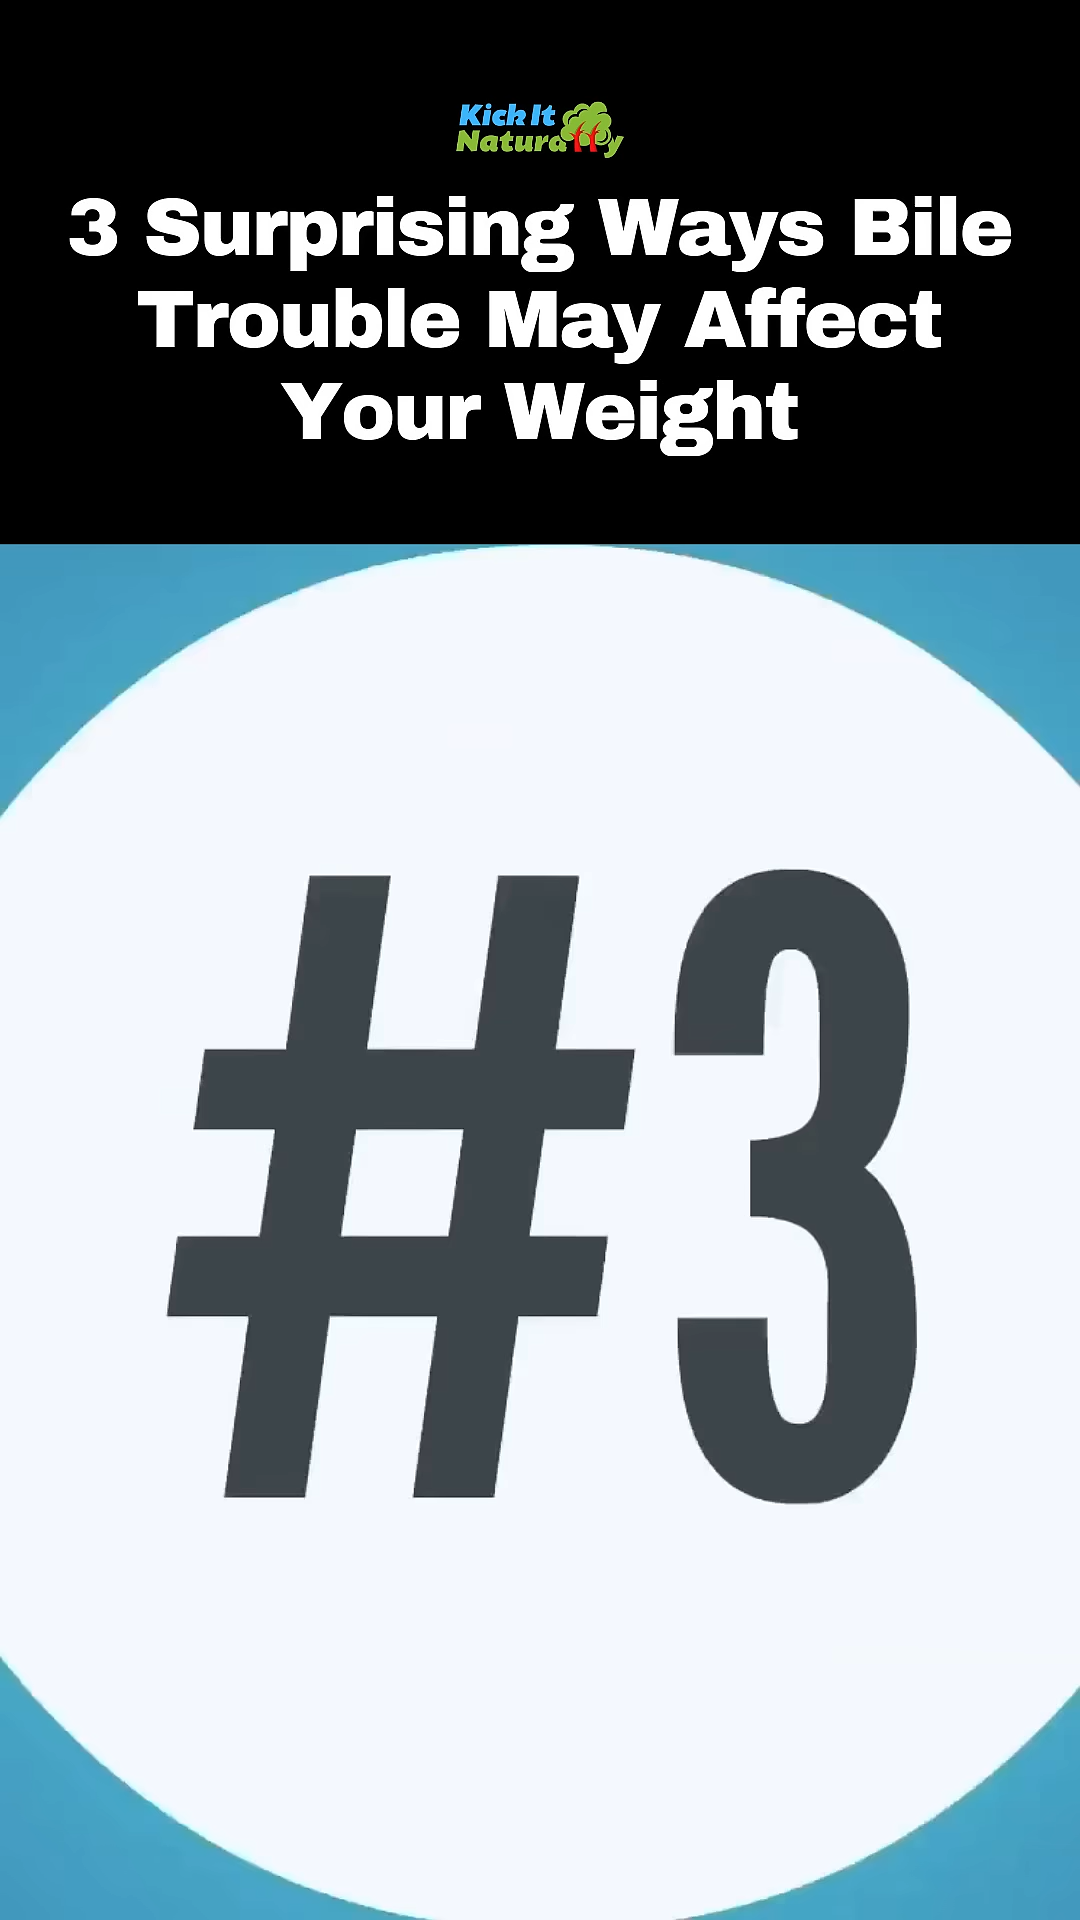 Kick It
Naturally
3 Surprising Ways Bile
Trouble May Affect
Your Weight
#3